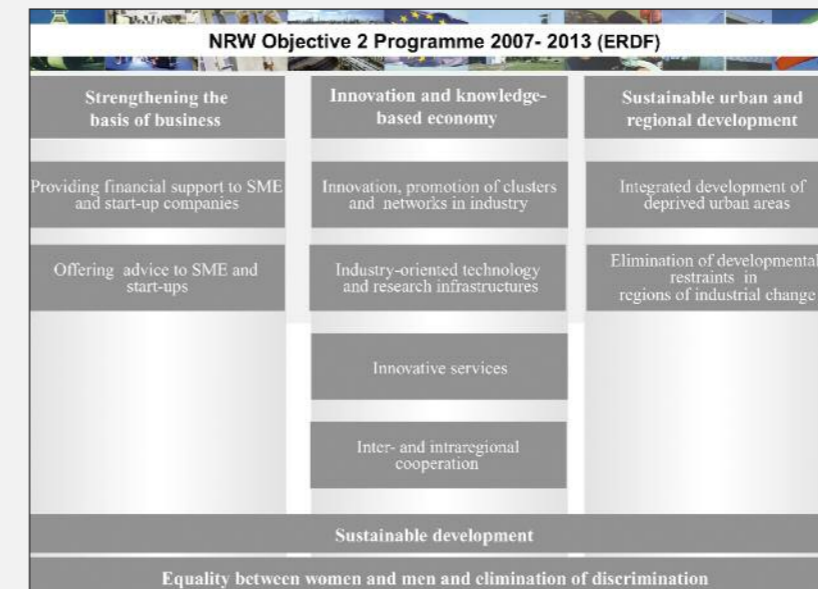 NRW Objective 2 Programme 2007- 2013 (ERDF)
Strengthening the
basis of business
Providing financial support to SME
and start-up companies
Offering advice to SME and
start-ups
Innovation and knowledge-
based economy
Innovation, promotion of clusters
and networks in industry
Industry-oriented technology
and research infrastructures
Innovative services
Inter- and intraregional
cooperation
Sustainable urban and
regional development
Integrated development of
deprived urban areas
Elimination of developmental
restraints in
regions of industrial change
Sustainable development
Equality between women and men and elimination of discrimination